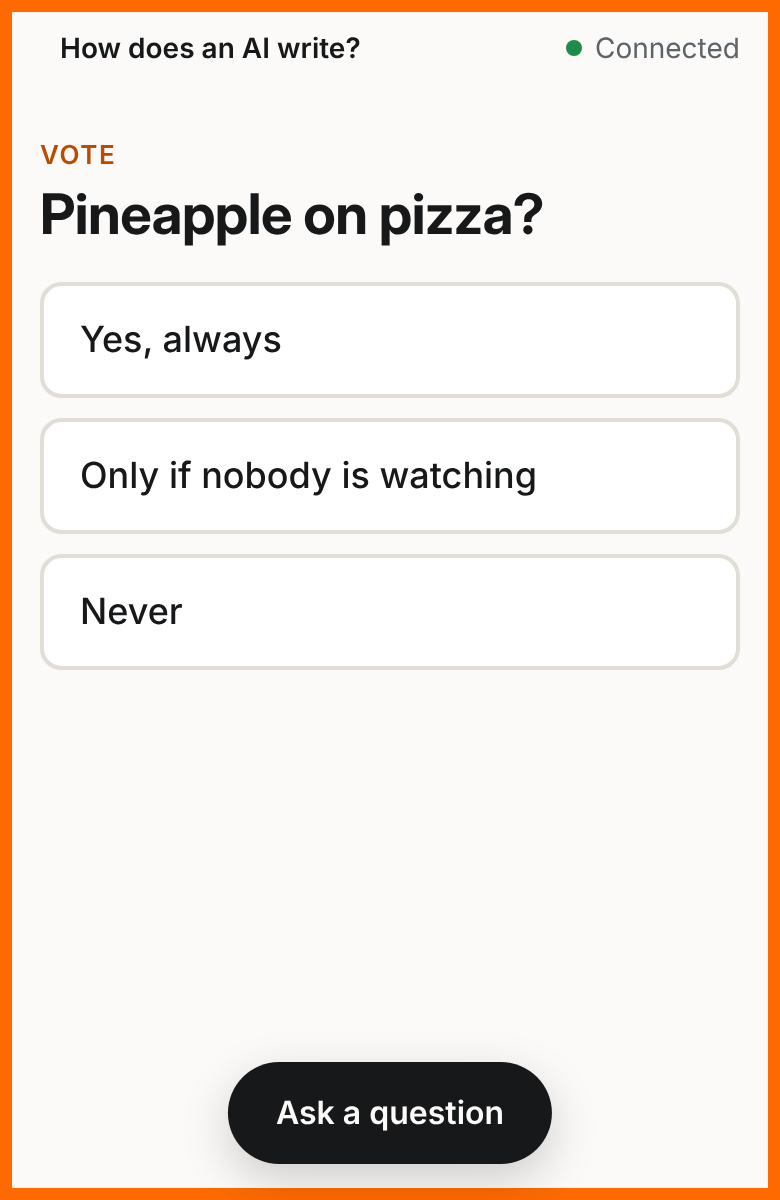 How does an AI write?
Connected
VOTE
Pineapple on pizza?
Yes, always
Only if nobody is watching
Never
Ask a question